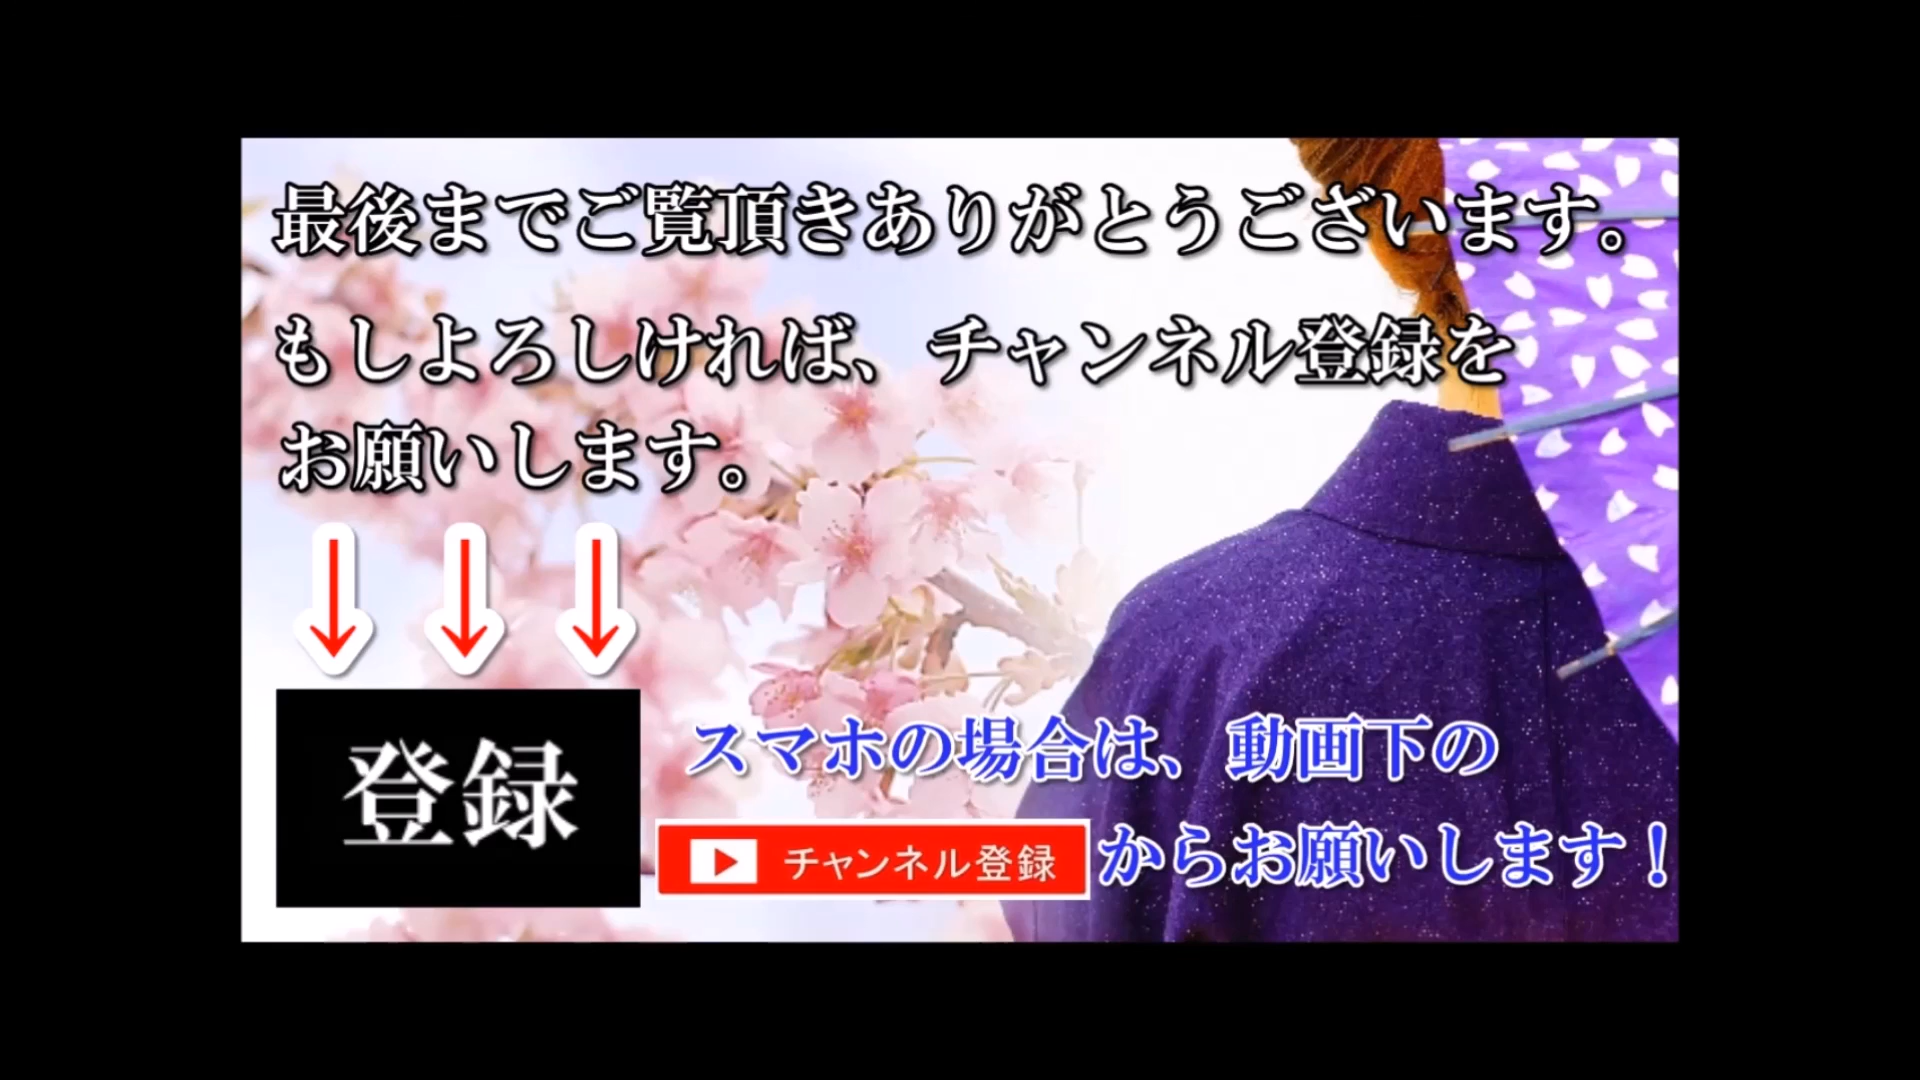 最後までご覧頂きありがとうございます。
もしよろしければ、チャンネル登録を
お願いします。
登録
スマホの場合は、動画下の
チャンネル登録 からお願いします！